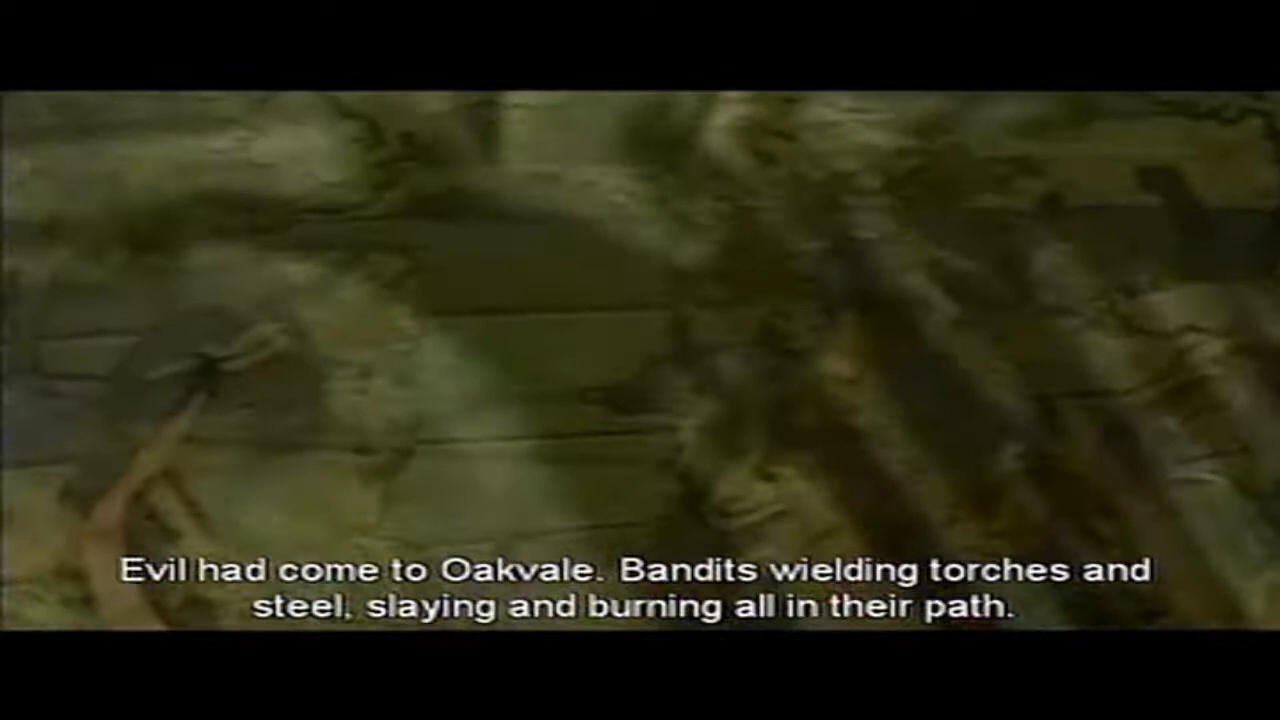 Evil had come to Oakvale. Bandits wielding torches and
steel, slaying and burning all in their path.